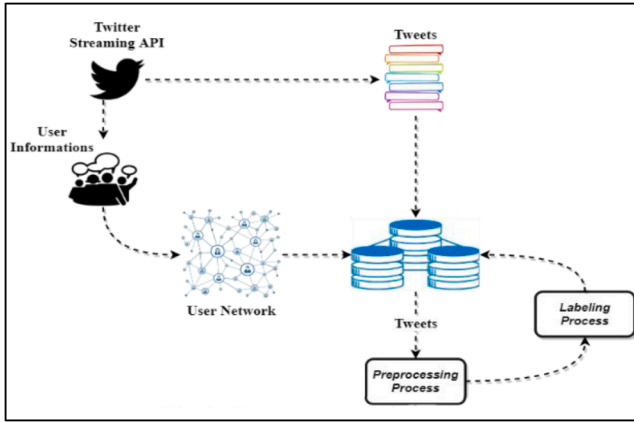 Twitter
Streaming API
Tweets
User
Informations
User Network
Tweets
Labeling
Process
Preprocessing
Process